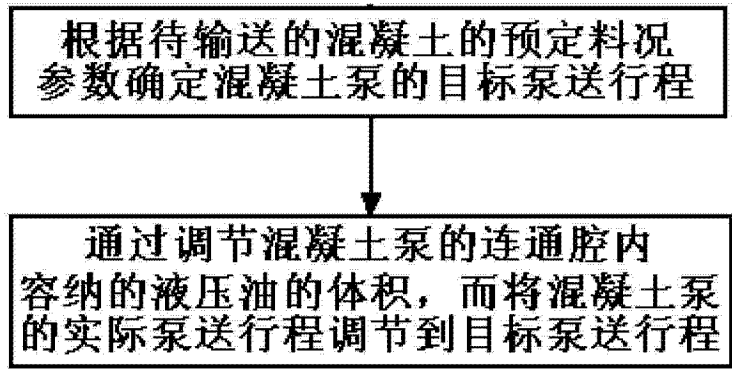 根据待输送的混凝土的预定料况
参数确定混凝土泵的目标泵送行程
通过调节混凝土泵的连通腔内
容纳的液压油的体积，而将混凝土泵
的实际泵送行程调节到目标泵送行程